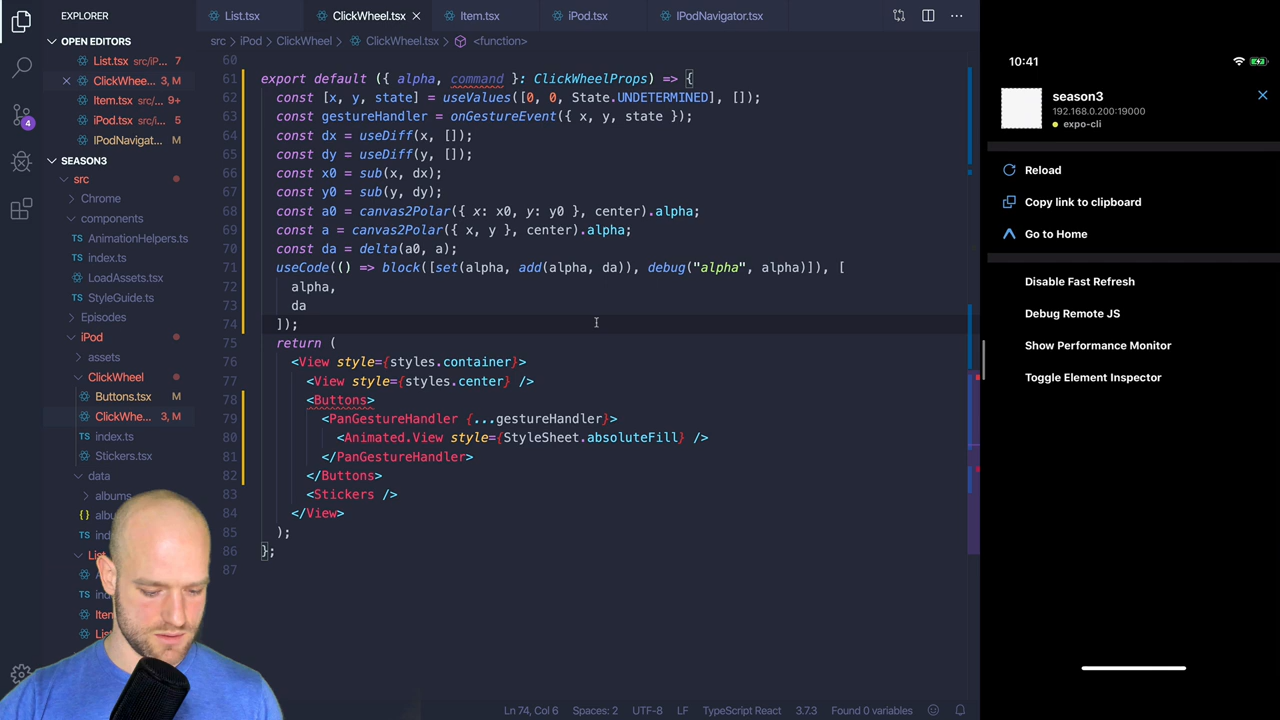 List.tsx
ClickWheel.tsx
Item.tsx
iPod.tsx
IPodNavigator.tsx
EXPLORER
OPEN EDITORS
List.tsx src/iP... 7
ClickWhee... 3, M
Item.tsx src/... 9+
iPod.tsx src/... 5
IPodNavigat... M
4
SEASON3
src
Chrome
components
AnimationHelpers.ts
index.ts
LoadAssets.tsx
StyleGuide.ts
Episodes
iPod
assets
ClickWheel
Buttons.tsx M
ClickWhe... 3, M
index.ts
Stickers.tsx
data
albums
src > iPod > ClickWheel > ClickWheel.tsx > <function>
60
61 export default ({ alpha, command }: ClickWheelProps) => {
62 const [x, y, state] = useValues([0, 0, State.UNDETERMINED], []);
63 const gestureHandler = onGestureEvent({ x, y, state });
64 const dx = useDiff(x, []);
65 const dy = useDiff(y, []);
66 const x0 = sub(x, dx);
67 const y0 = sub(y, dy);
68 const a0 = canvas2Polar({ x: x0, y: y0 }, center).alpha;
69 const a = canvas2Polar({ x, y }, center).alpha;
70 const da = delta(a0, a);
71 useCode(() => block([set(alpha, add(alpha, da)), debug("alpha", alpha)]), [
72 alpha,
73 da
74 ]);
75 return (
76 <View style={styles.container}>
77 <View style={styles.center} />
78 <Buttons>
79 <PanGestureHandler {...gestureHandler}>
80 <Animated.View style={StyleSheet.absoluteFill} />
81 </PanGestureHandler>
82 </Buttons>
83 <Stickers />
84 </View>
85 );
86 };
87
Ln 74, Col 6
Spaces: 2
UTF-8
LF
TypeScript React
3.7.3
Found 0 variables
10:41
season3
192.168.0.200:19000
expo-cli
Reload
Copy link to clipboard
Go to Home
Disable Fast Refresh
Debug Remote JS
Show Performance Monitor
Toggle Element Inspector